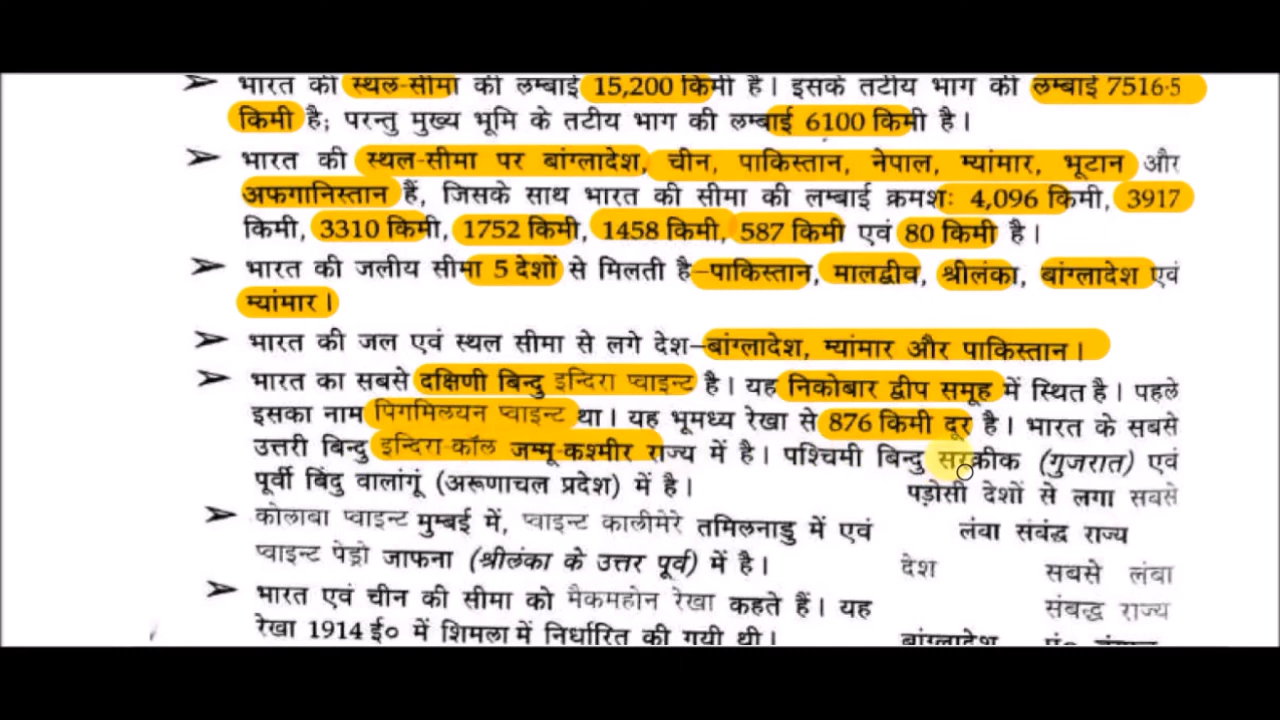 ➢ भारत की स्थल-सीमा की लम्बाई 15,200 किमी है। इसके तटीय भाग की लम्बाई 7516·5
किमी है; परन्तु मुख्य भूमि के तटीय भाग की लम्बाई 6100 किमी है।
➢ भारत की स्थल-सीमा पर बांग्लादेश, चीन, पाकिस्तान, नेपाल, म्यांमार, भूटान और
अफगानिस्तान हैं, जिसके साथ भारत की सीमा की लम्बाई क्रमशः 4,096 किमी, 3917
किमी, 3310 किमी, 1752 किमी, 1458 किमी, 587 किमी एवं 80 किमी है।
➢ भारत की जलीय सीमा 5 देशों से मिलती है–पाकिस्तान, मालद्वीव, श्रीलंका, बांग्लादेश एवं
म्यांमार।
➢ भारत की जल एवं स्थल सीमा से लगे देश–बांग्लादेश, म्यांमार और पाकिस्तान।
➢ भारत का सबसे दक्षिणी बिन्दु इन्दिरा प्वाइन्ट है। यह निकोबार द्वीप समूह में स्थित है। पहले
इसका नाम पिगमिलयन प्वाइन्ट था। यह भूमध्य रेखा से 876 किमी दूर है। भारत के सबसे
उत्तरी बिन्दु इन्दिरा-कॉल जम्मू-कश्मीर राज्य में है। पश्चिमी बिन्दु सरक्रीक (गुजरात) एवं
पूर्वी बिंदु वालांगूं (अरूणाचल प्रदेश) में है।
➢ कोलाबा प्वाइन्ट मुम्बई में, प्वाइन्ट कालीमेरे तमिलनाडु में एवं
प्वाइन्ट पेड्रो जाफना (श्रीलंका के उत्तर पूर्व) में है।
➢ भारत एवं चीन की सीमा को मैकमहोन रेखा कहते हैं। यह
रेखा 1914 ई० में शिमला में निर्धारित की गयी थी।
पड़ोसी देशों से लगा सबसे
लंबा संबंद्ध राज्य
देश सबसे लंबा
संबद्ध राज्य
बांग्लादेश